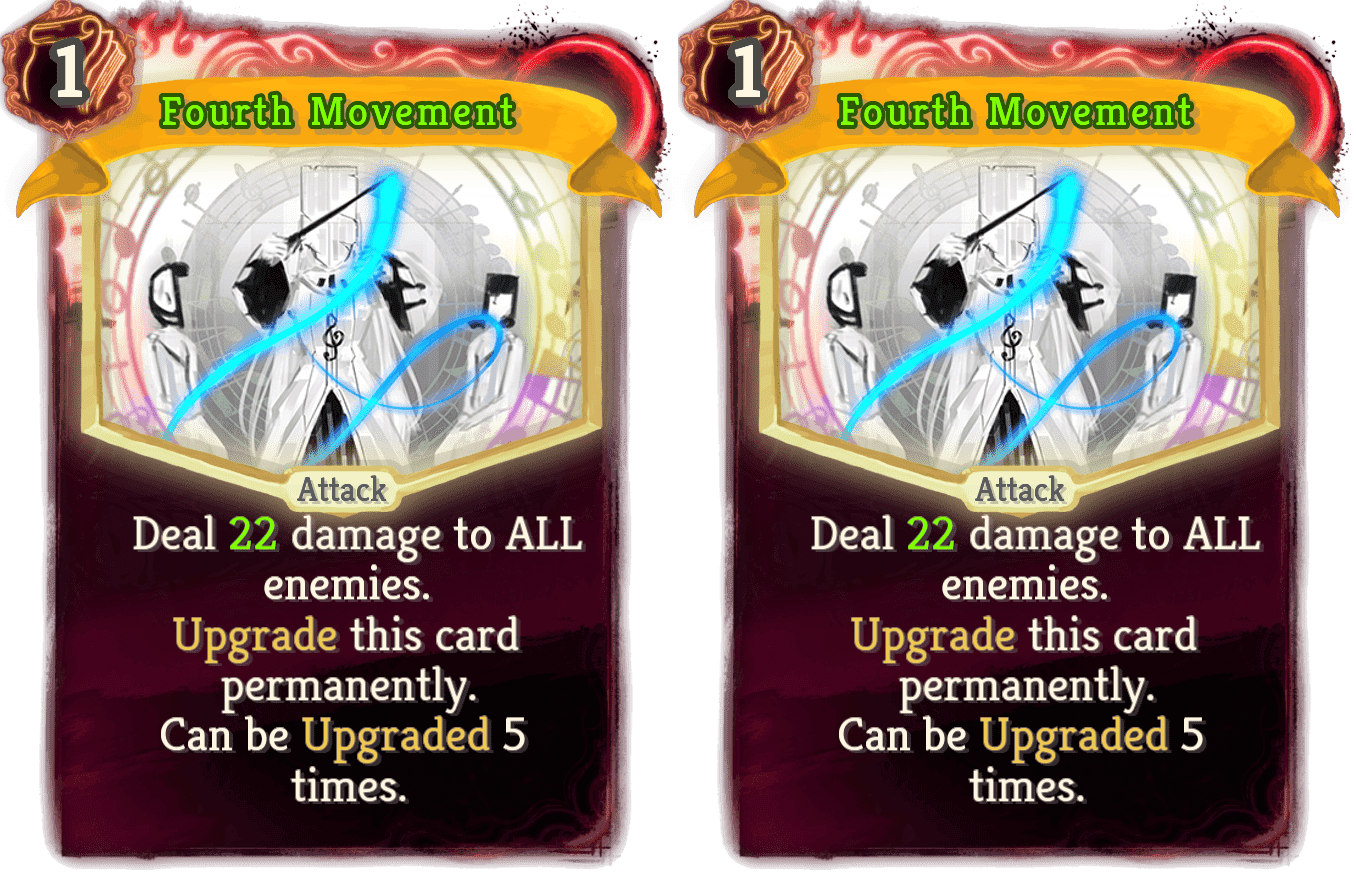 1
Fourth Movement
Attack
Deal 22 damage to ALL
enemies.
Upgrade this card
permanently.
Can be Upgraded 5
times.
1
Fourth Movement
Attack
Deal 22 damage to ALL
enemies.
Upgrade this card
permanently.
Can be Upgraded 5
times.